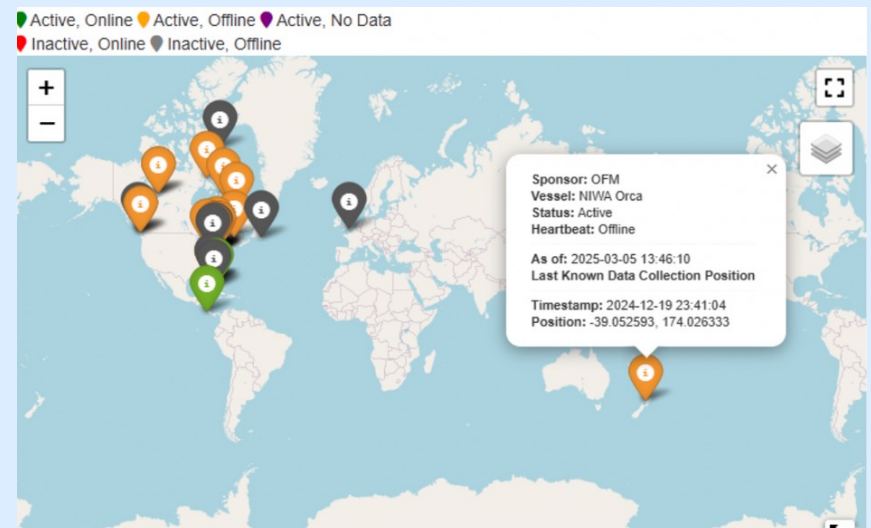 Active, Online Active, Offline Active, No Data
Inactive, Online Inactive, Offline
+
−
×
Sponsor: OFM
Vessel: NIWA Orca
Status: Active
Heartbeat: Offline
As of: 2025-03-05 13:46:10
Last Known Data Collection Position
Timestamp: 2024-12-19 23:41:04
Position: -39.052593, 174.026333